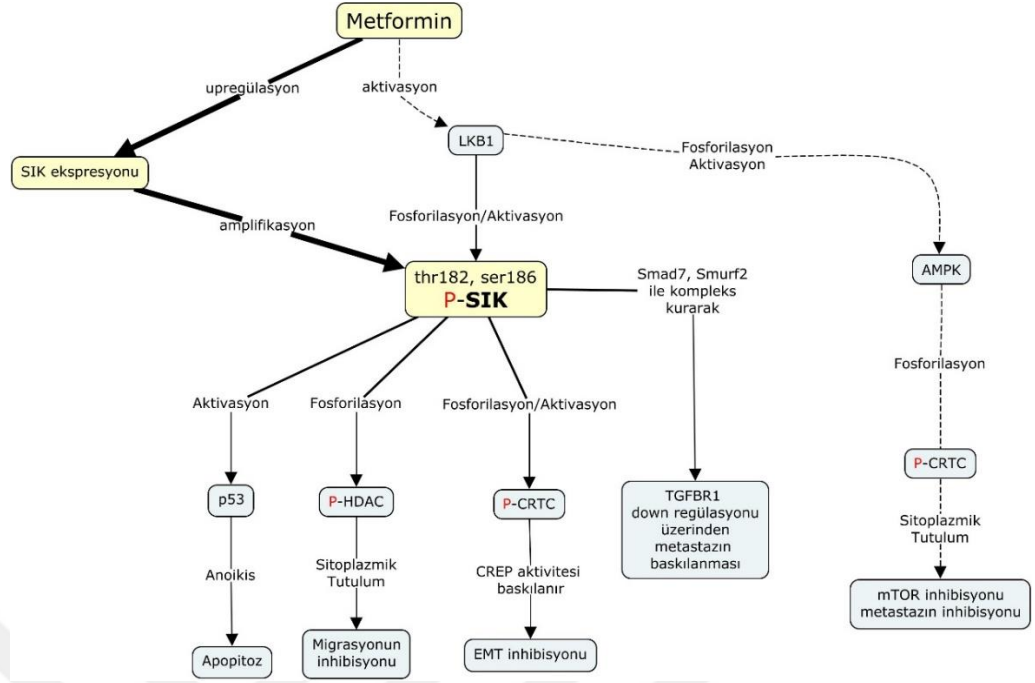 Metformin
upregülasyon
aktivasyon
LKB1
Fosforilasyon
Aktivasyon
SIK ekspresyonu
amplifikasyon
Fosforilasyon/Aktivasyon
thr182, ser186
P-SIK
Smad7, Smurf2
ile kompleks
kurarak
AMPK
Fosforilasyon
Aktivasyon
Fosforilasyon
Fosforilasyon/Aktivasyon
P-CRTC
p53
P-HDAC
P-CRTC
TGFBR1
down regülasyonu
üzerinden
metastazın
baskılanması
Sitoplazmik
Tutulum
Anoikis
Sitoplazmik
Tutulum
CREP aktivitesi
baskılanır
mTOR inhibisyonu
metastazın inhibisyonu
Apopitoz
Migrasyonun
inhibisyonu
EMT inhibisyonu